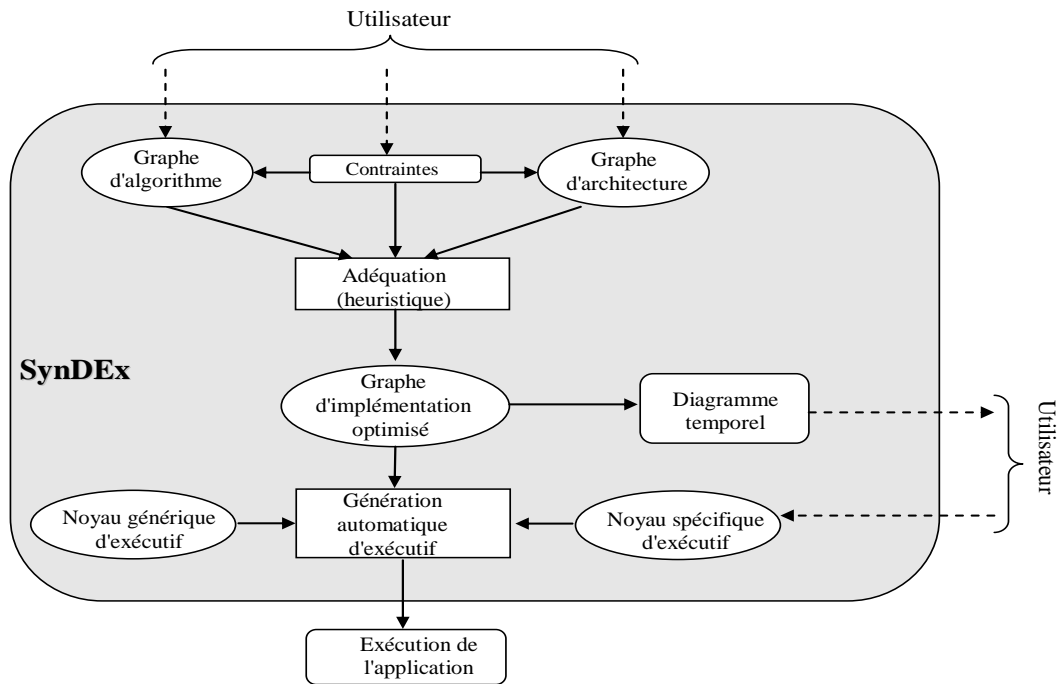 Utilisateur
Graphe
d'algorithme
Contraintes
Graphe
d'architecture
Adéquation
(heuristique)
SynDEx
Graphe
d'implémentation
optimisé
Diagramme
temporel
Utilisateur
Noyau générique
d'exécutif
Génération
automatique
d'exécutif
Noyau spécifique
d'exécutif
Exécution de
l'application